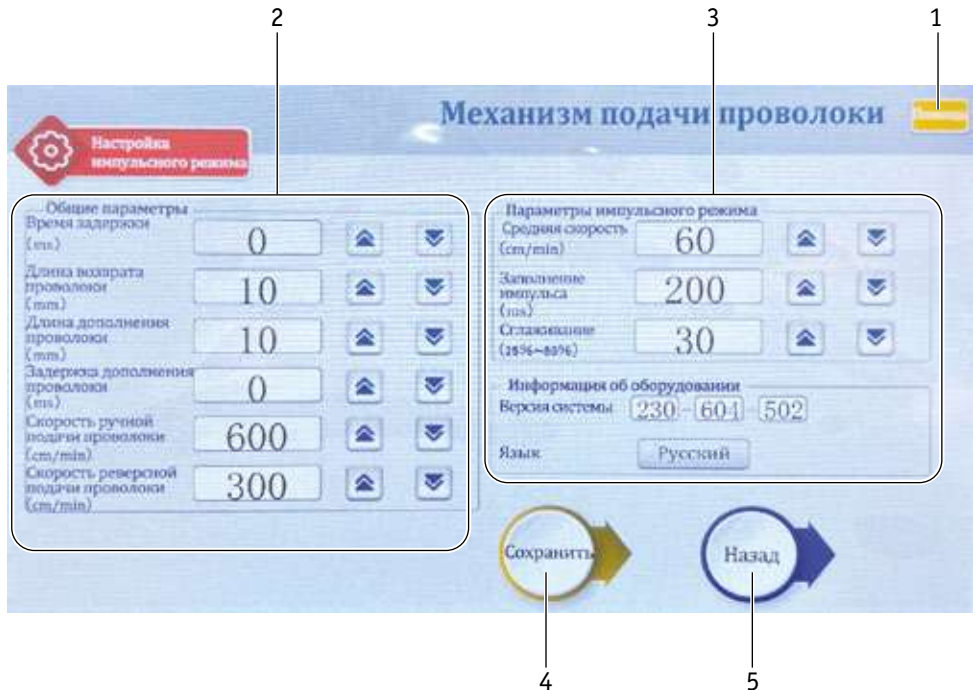 2
3
1
Механизм подачи проволоки
Настройка
импульсного режима
Общие параметры
Время задержки
(ms)
0
Длина возврата
проволоки
(mm)
10
Длина дополнения
проволоки
(mm)
10
Задержка дополнения
проволоки
(ms)
0
Скорость ручной
подачи проволоки
(cm/min)
600
Скорость реверсной
подачи проволоки
(cm/min)
300
Параметры импульсного режима
Средняя скорость
(cm/min)
60
Заполнение
импульса
(ms)
200
Сглаживание
30
Информация об оборудовании
Версия системы 230-604-502
Язык Русский
Сохранить
Назад
4
5